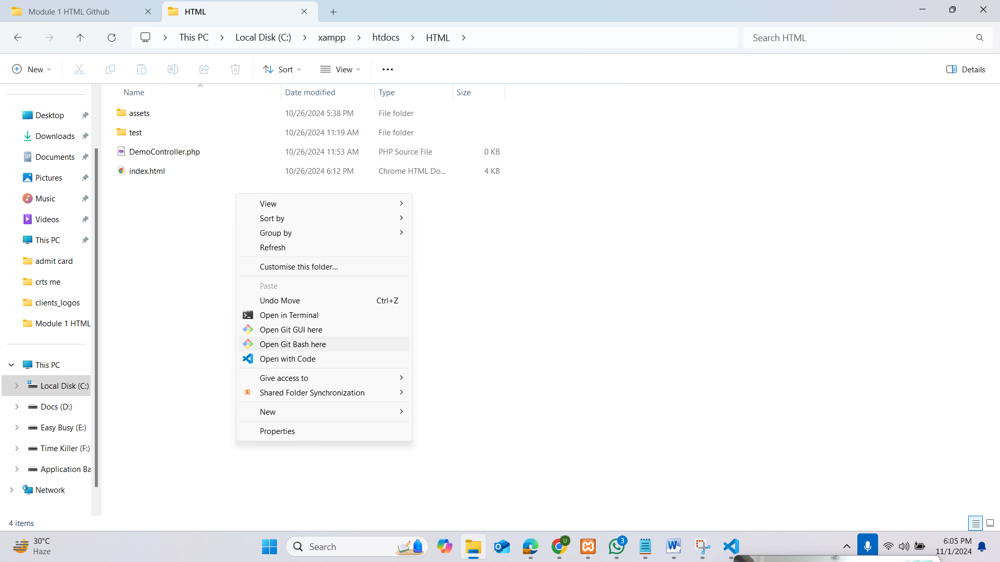 Module 1 HTML Github
HTML
This PC > Local Disk (C:) > xampp > htdocs > HTML >
Search HTML
New
Sort
View
Details
Name Date modified Type Size
assets 10/26/2024 5:38 PM File folder
test 10/26/2024 11:19 AM File folder
DemoController.php 10/26/2024 11:53 AM PHP Source File 0 KB
index.html 10/26/2024 6:12 PM Chrome HTML Do... 4 KB
Desktop
Downloads
Documents
Pictures
Music
Videos
This PC
admit card
crts me
clients_logos
Module 1 HTML
This PC
Local Disk (C:)
Docs (D:)
Easy Busy (E:)
Time Killer (F:)
Application Ba
Network
View
Sort by
Group by
Refresh
Customise this folder...
Paste
Undo Move Ctrl+Z
Open in Terminal
Open Git GUI here
Open Git Bash here
Open with Code
Give access to
Shared Folder Synchronization
New
Properties
4 items
30°C
Haze
Search
U
3
6:05 PM
11/1/2024